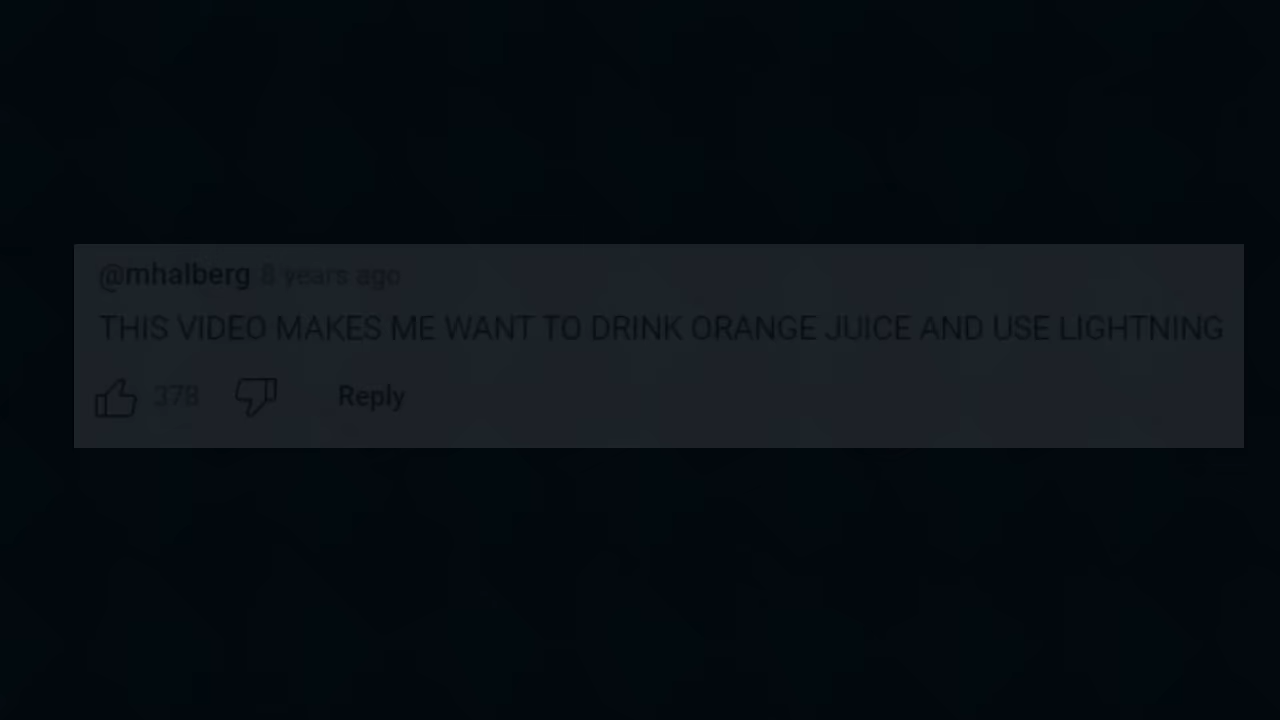 @mhalberg 8 years ago
THIS VIDEO MAKES ME WANT TO DRINK ORANGE JUICE AND USE LIGHTNING
378 Reply